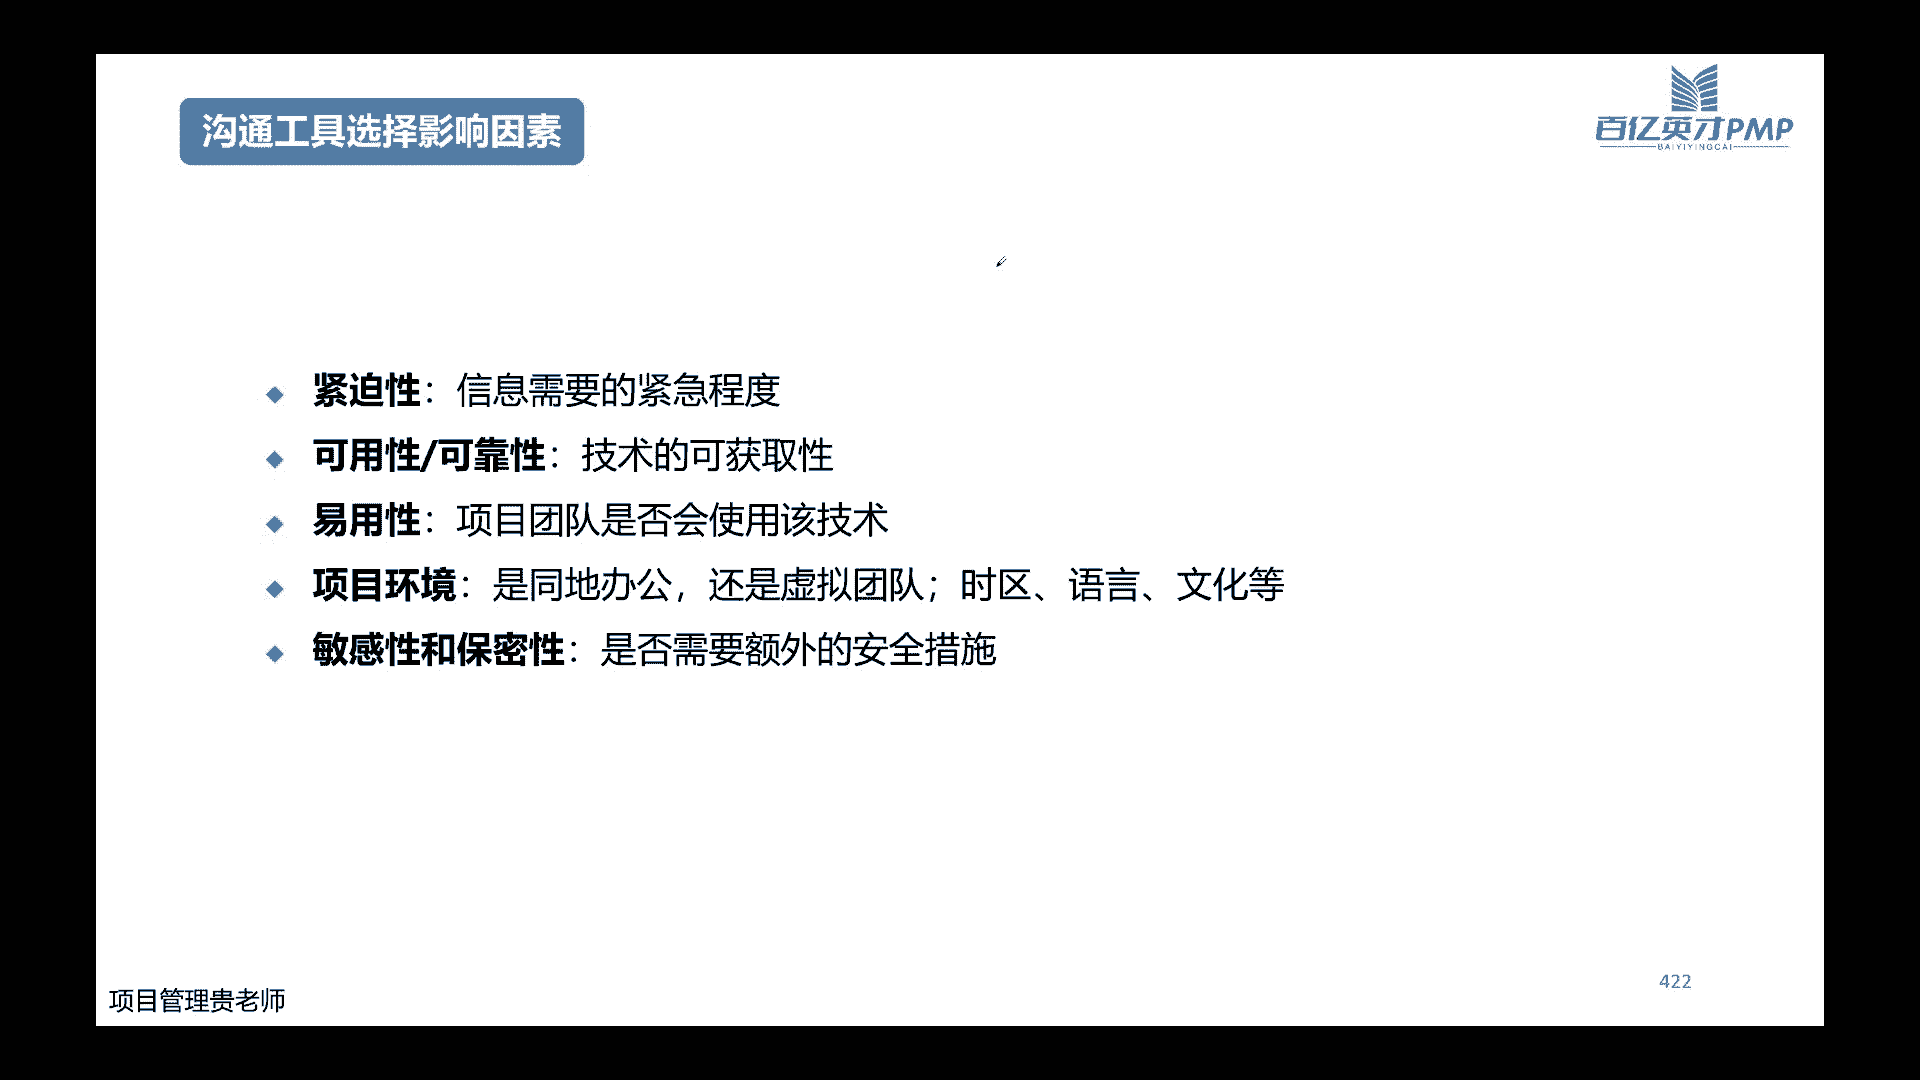 沟通工具选择影响因素
百亿英才PMP
BAIYIYINGCAI
紧迫性：信息需要的紧急程度
可用性/可靠性：技术的可获取性
易用性：项目团队是否会使用该技术
项目环境：是同地办公，还是虚拟团队；时区、语言、文化等
敏感性和保密性：是否需要额外的安全措施
422
项目管理贵老师